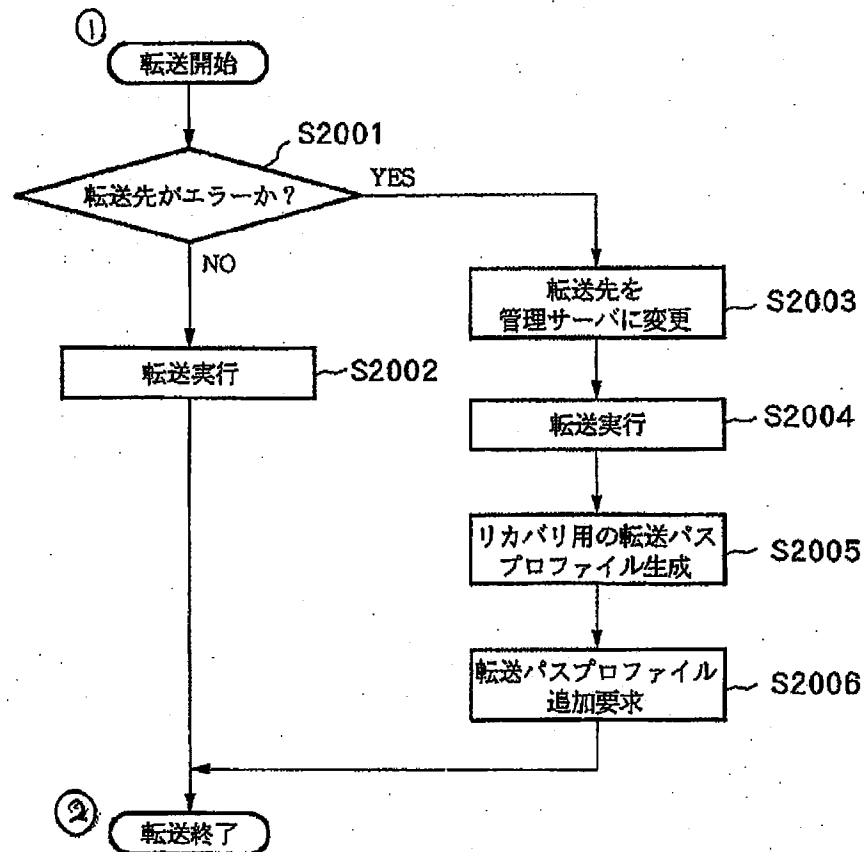 ①
転送開始
S2001
転送先がエラーか？
YES
NO
転送先を
管理サーバに変更
S2003
転送実行
S2002
転送実行
S2004
リカバリ用の転送パス
プロファイル生成
S2005
転送パスプロファイル
追加要求
S2006
②
転送終了